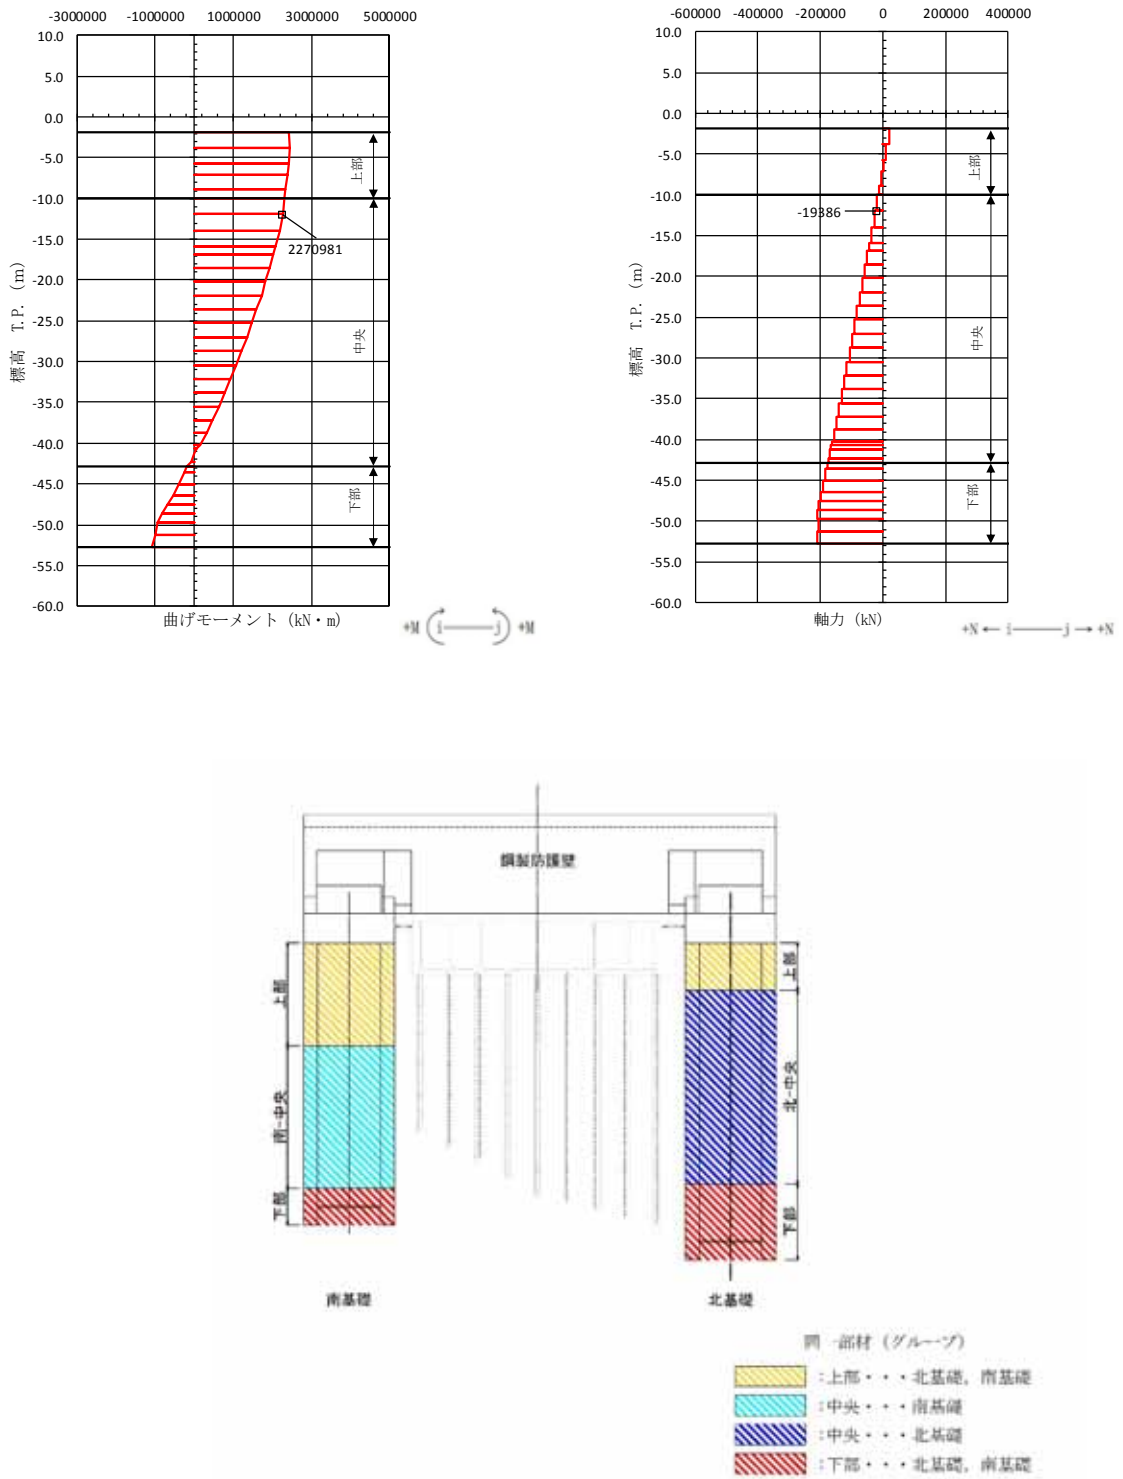 -3000000 -1000000 1000000 3000000 5000000
10.0
5.0
0.0
-5.0
-10.0
-15.0
-20.0
-25.0
-30.0
-35.0
-40.0
-45.0
-50.0
-55.0
-60.0
標高 T.P. (m)
上部
中央
下部
2270981
曲げモーメント (kN・m)
+M i j +M
-600000 -400000 -200000 0 200000 400000
10.0
5.0
0.0
-5.0
-10.0
-15.0
-20.0
-25.0
-30.0
-35.0
-40.0
-45.0
-50.0
-55.0
-60.0
標高 T.P. (m)
上部
中央
下部
-19386
軸力 (kN)
+N i j +N
鋼製防護壁
上部
南-中央
下部
上部
北-中央
下部
南基礎
北基礎
同一部材 (グループ)
:上部・・・北基礎, 南基礎
:中央・・・南基礎
:中央・・・北基礎
:下部・・・北基礎, 南基礎